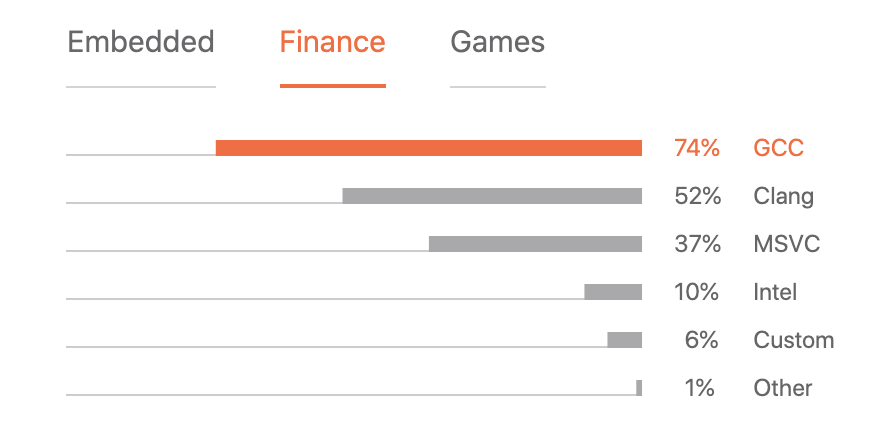 Embedded Finance Games
74% GCC
52% Clang
37% MSVC
10% Intel
6% Custom
1% Other